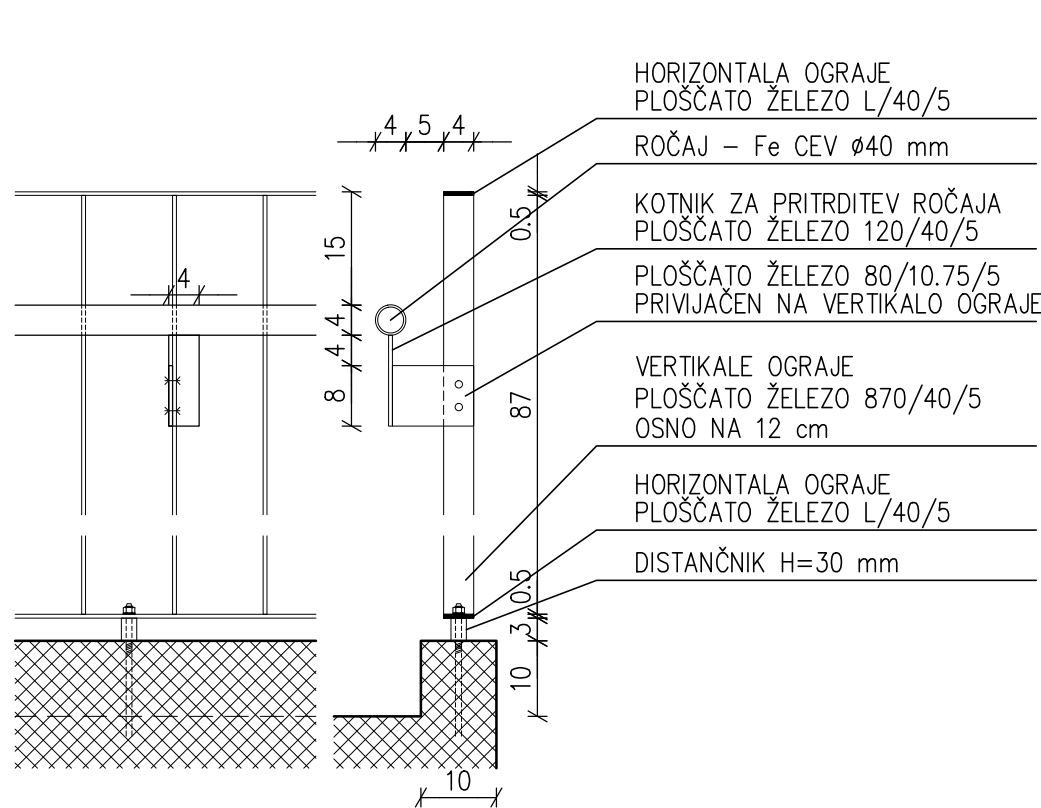 HORIZONTALA OGRAJE
PLOŠČATO ŽELEZO L/40/5
ROČAJ – Fe CEV ø40 mm
KOTNIK ZA PRITRDITEV ROČAJA
PLOŠČATO ŽELEZO 120/40/5
PLOŠČATO ŽELEZO 80/10.75/5
PRIVIJAČEN NA VERTIKALO OGRAJE
VERTIKALE OGRAJE
PLOŠČATO ŽELEZO 870/40/5
OSNO NA 12 cm
HORIZONTALA OGRAJE
PLOŠČATO ŽELEZO L/40/5
DISTANČNIK H=30 mm
4 5 4
4
15
4
4
8
0.5
87
0.5
3
10
10